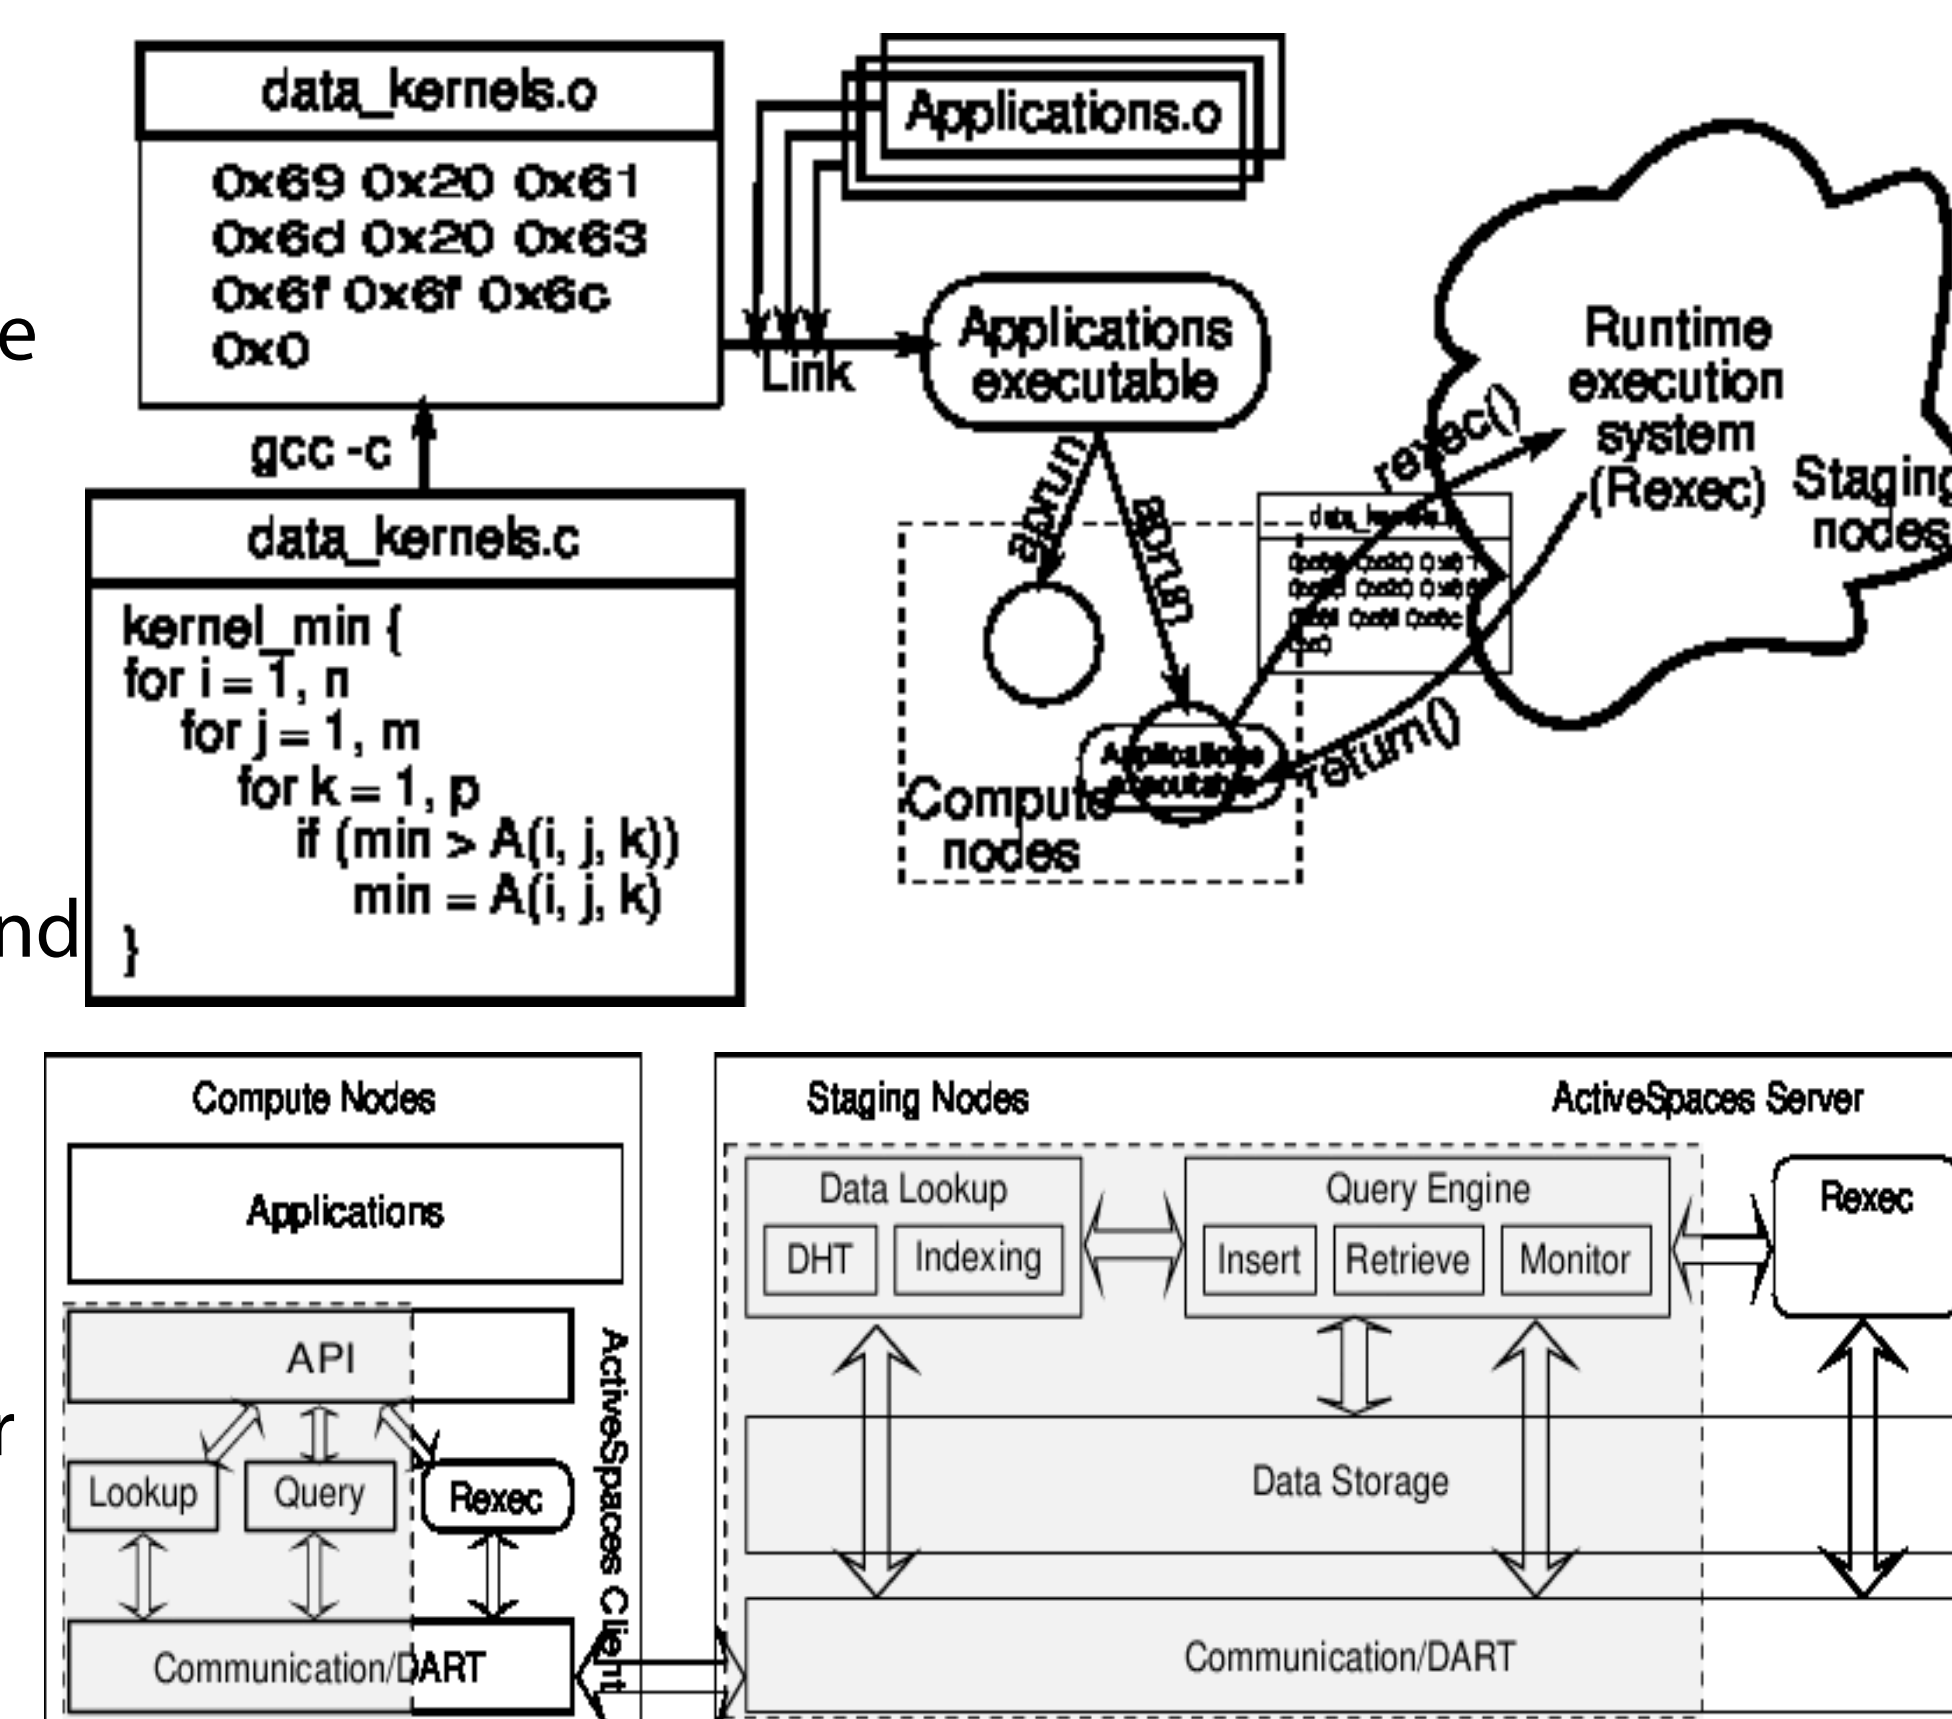 data_kernels.o
0x69 0x20 0x61
0x6d 0x20 0x63
0x6f 0x6f 0x6c
0x0
Applications.o
Link
Applications
executable
gcc -c
data_kernels.c
kernel_min {
for i = 1, n
for j = 1, m
for k = 1, p
if (min > A(i, j, k))
min = A(i, j, k)
}
aprun
aprun
rexec()
return()
Runtime
execution
system
(Rexec)
Staging
nodes
Applications
executable
Compute
nodes
e
nd
r
Compute Nodes
Applications
API
Lookup
Query
Rexec
Communication/DART
ActiveSpaces Client
Staging Nodes
ActiveSpaces Server
Data Lookup
DHT
Indexing
Query Engine
Insert
Retrieve
Monitor
Rexec
Data Storage
Communication/DART